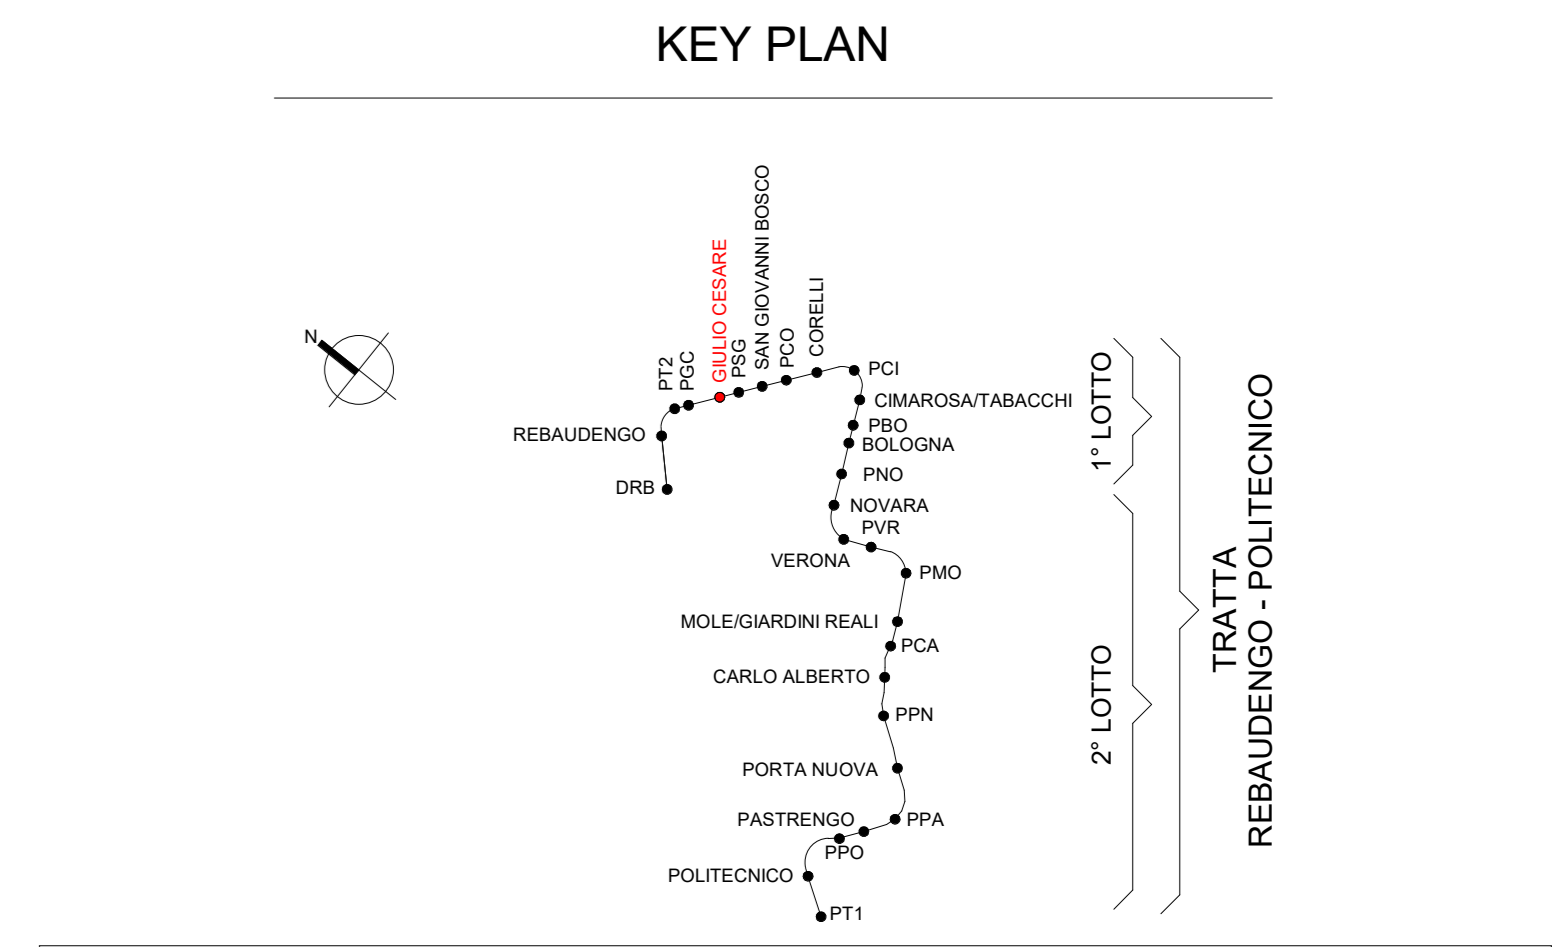 KEY PLAN
N
PT2
PGC
GIULIO CESARE
PSG
SAN GIOVANNI BOSCO
PCO
CORELLI
PCI
CIMAROSA/TABACCHI
PBO
BOLOGNA
PNO
NOVARA
PVR
VERONA
PMO
MOLE/GIARDINI REALI
PCA
CARLO ALBERTO
PPN
PORTA NUOVA
PASTRENGO
PPA
PPO
POLITECNICO
PT1
REBAUDENGO
DRB
1° LOTTO
2° LOTTO
TRATTA
REBAUDENGO - POLITECNICO